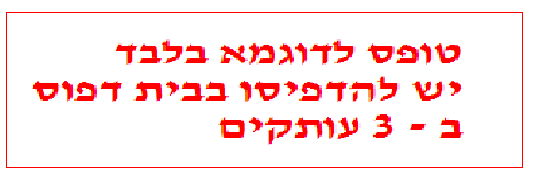 טופס לדוגמא בלבד
יש להדפיסו בבית דפוס
ב - 3 עותקים